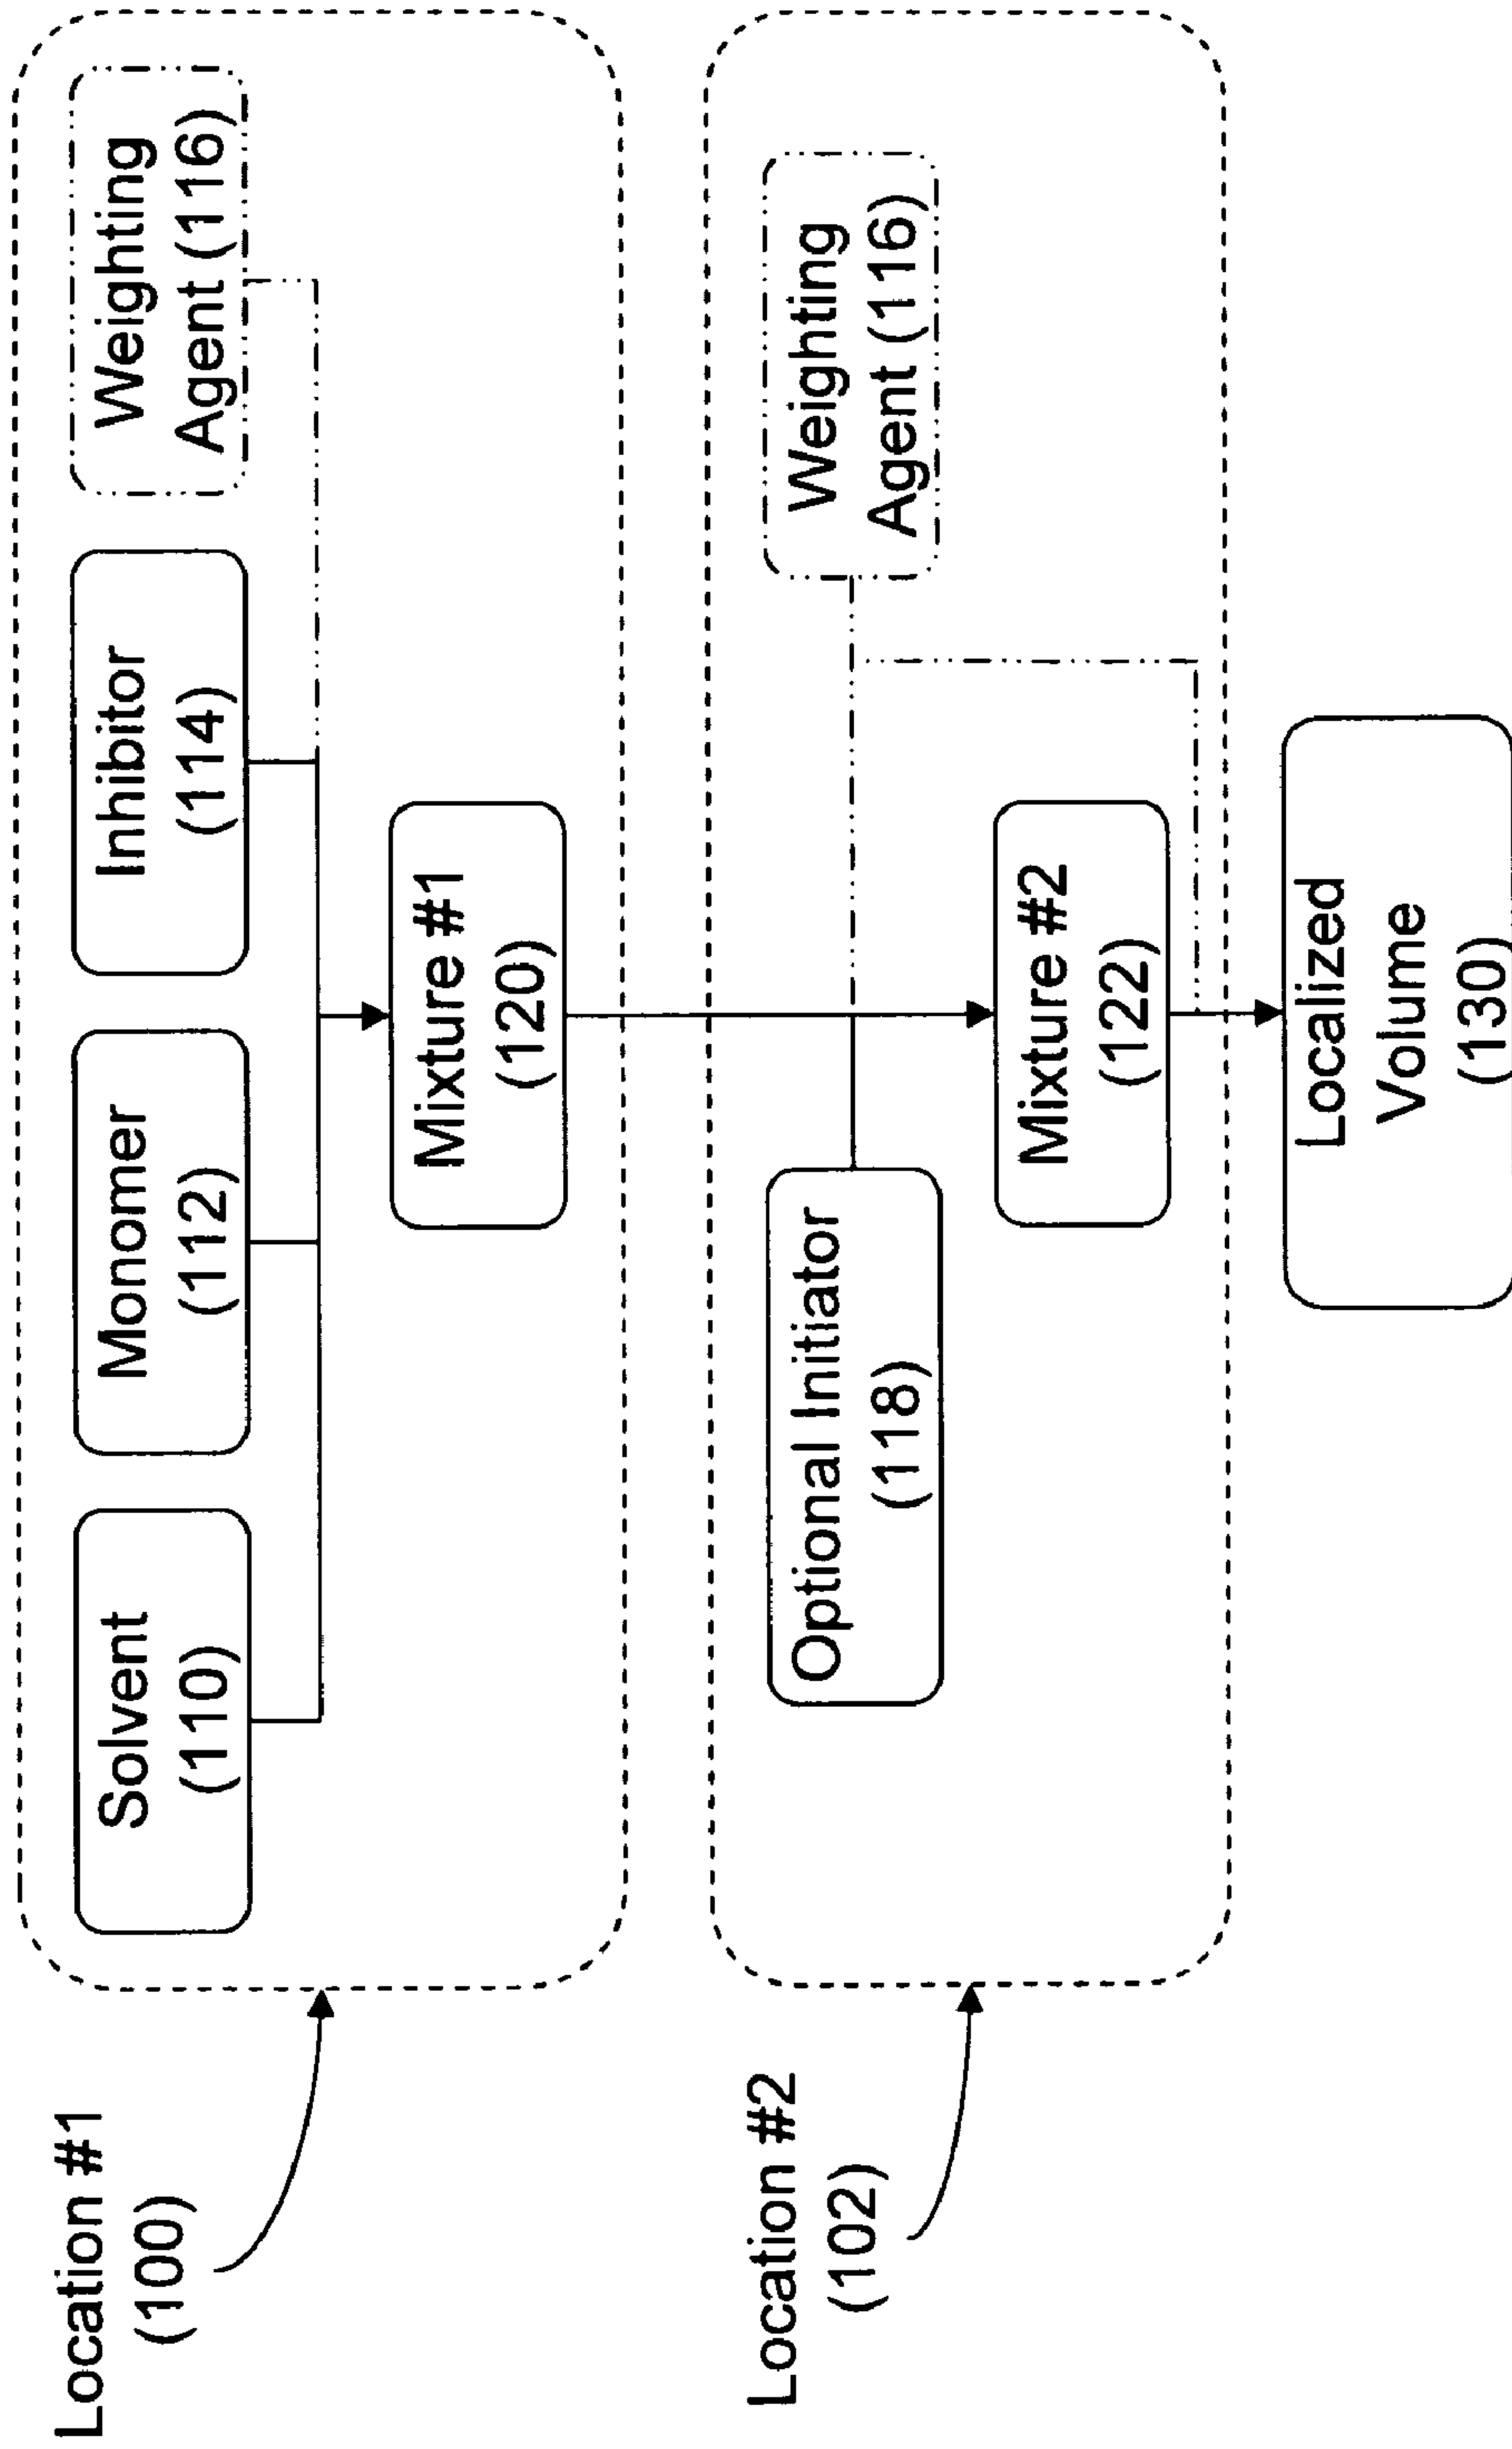 Location #1
(100)
Solvent
(110)
Monomer
(112)
Inhibitor
(114)
Weighting
Agent (116)
Mixture #1
(120)
Location #2
(102)
Optional Initiator
(118)
Weighting
Agent (116)
Mixture #2
(122)
Localized
Volume
(130)